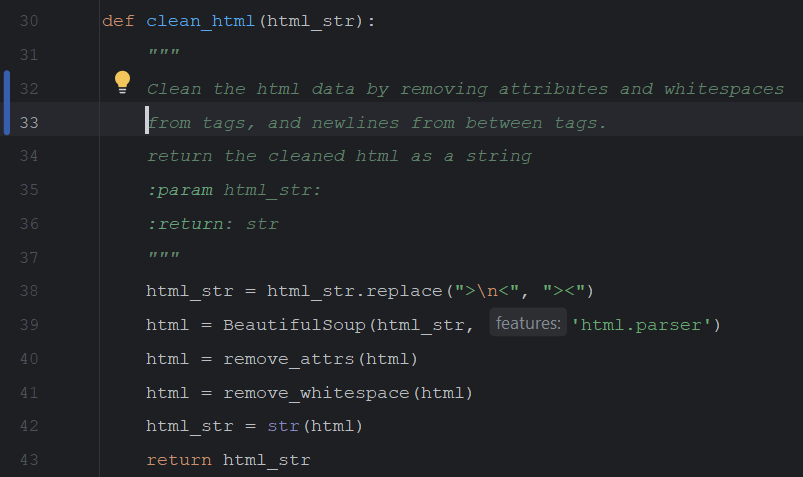 30 def clean_html(html_str):
31 """
32 Clean the html data by removing attributes and whitespaces
33 from tags, and newlines from between tags.
34 return the cleaned html as a string
35 :param html_str:
36 :return: str
37 """
38 html_str = html_str.replace(">\n<", "><")
39 html = BeautifulSoup(html_str, features: 'html.parser')
40 html = remove_attrs(html)
41 html = remove_whitespace(html)
42 html_str = str(html)
43 return html_str